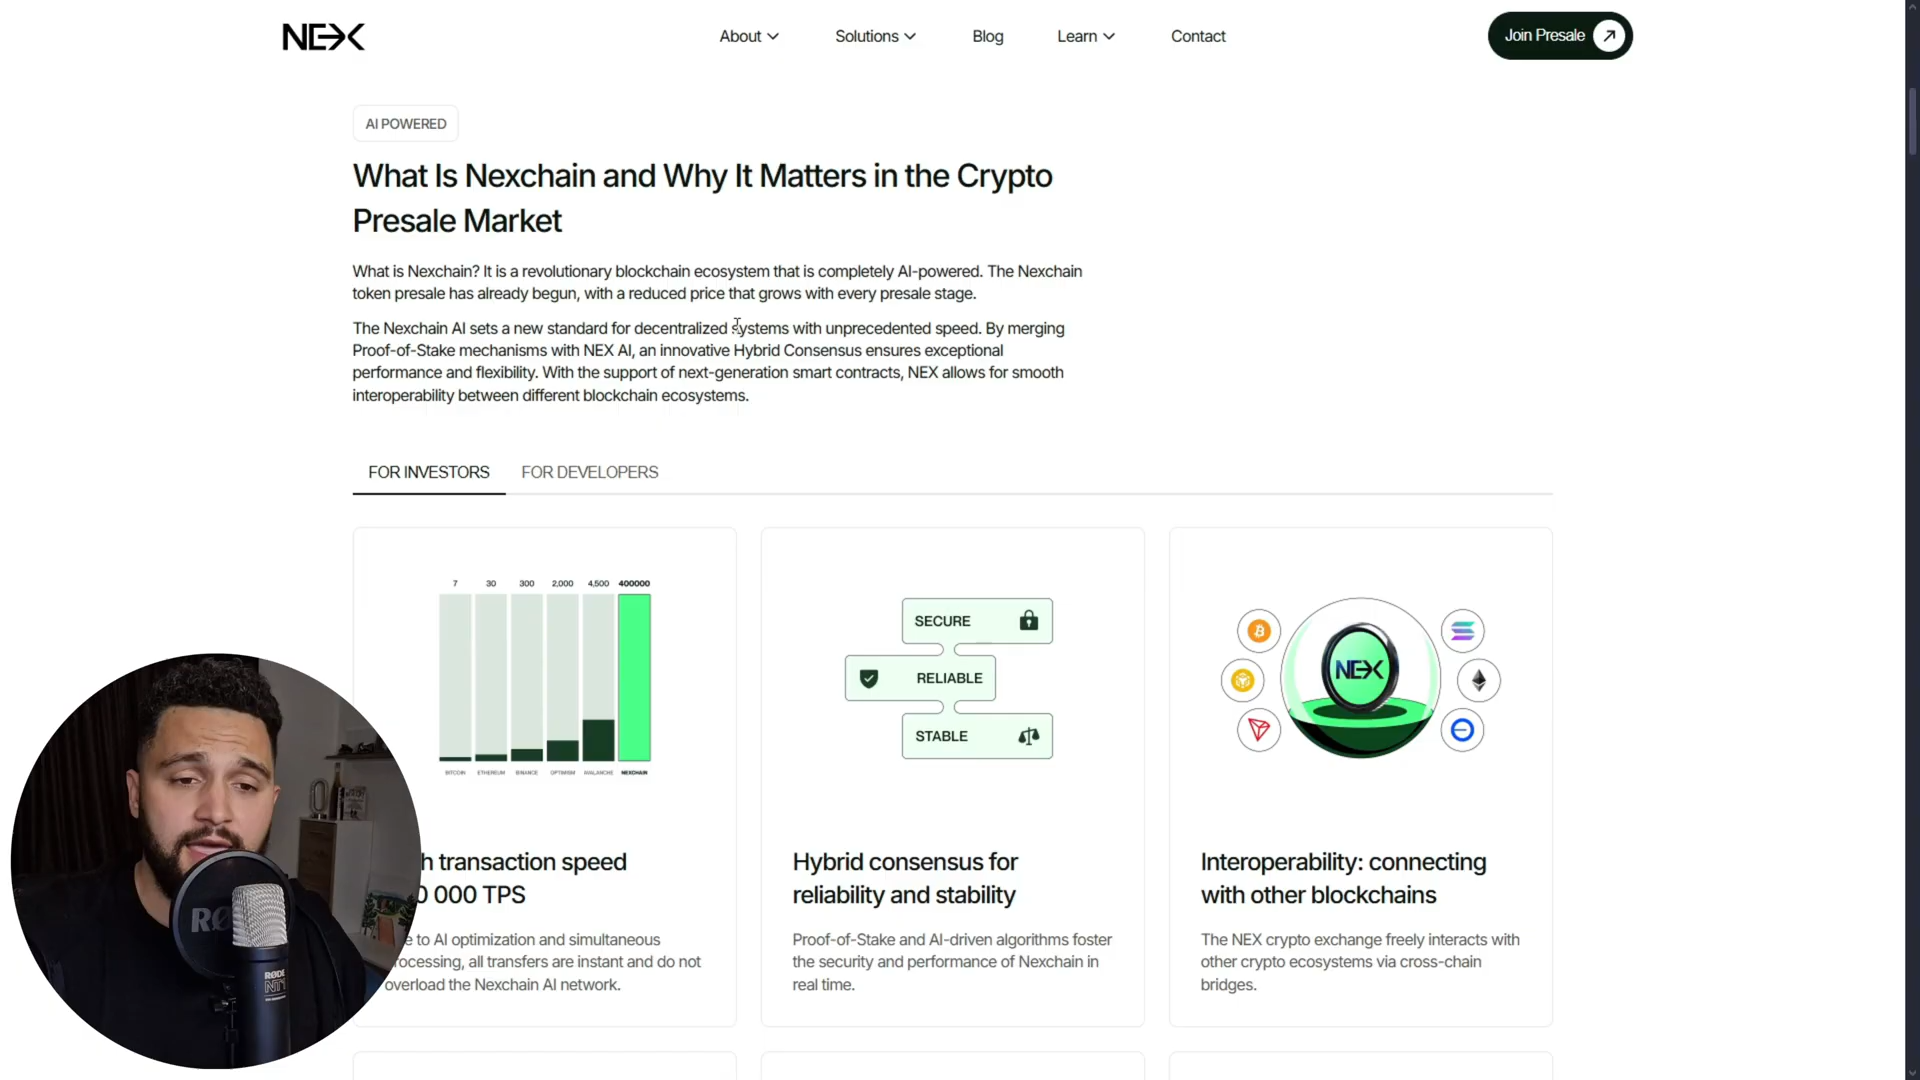 NEX
About
Solutions
Blog
Learn
Contact
Join Presale
AI POWERED
What Is Nexchain and Why It Matters in the Crypto
Presale Market
What is Nexchain? It is a revolutionary blockchain ecosystem that is completely AI-powered. The Nexchain
token presale has already begun, with a reduced price that grows with every presale stage.
The Nexchain AI sets a new standard for decentralized systems with unprecedented speed. By merging
Proof-of-Stake mechanisms with NEX AI, an innovative Hybrid Consensus ensures exceptional
performance and flexibility. With the support of next-generation smart contracts, NEX allows for smooth
interoperability between different blockchain ecosystems.
FOR INVESTORS
FOR DEVELOPERS
7 30 300 2,000 4,500 400000
BITCOIN ETHEREUM BINANCE OPTIMISM AVALANCHE NEXCHAIN
h transaction speed
0 000 TPS
e to AI optimization and simultaneous
rocessing, all transfers are instant and do not
overload the Nexchain AI network.
SECURE
RELIABLE
STABLE
Hybrid consensus for
reliability and stability
Proof-of-Stake and AI-driven algorithms foster
the security and performance of Nexchain in
real time.
NEX
Interoperability: connecting
with other blockchains
The NEX crypto exchange freely interacts with
other crypto ecosystems via cross-chain
bridges.
RØ
RØDE
NT1